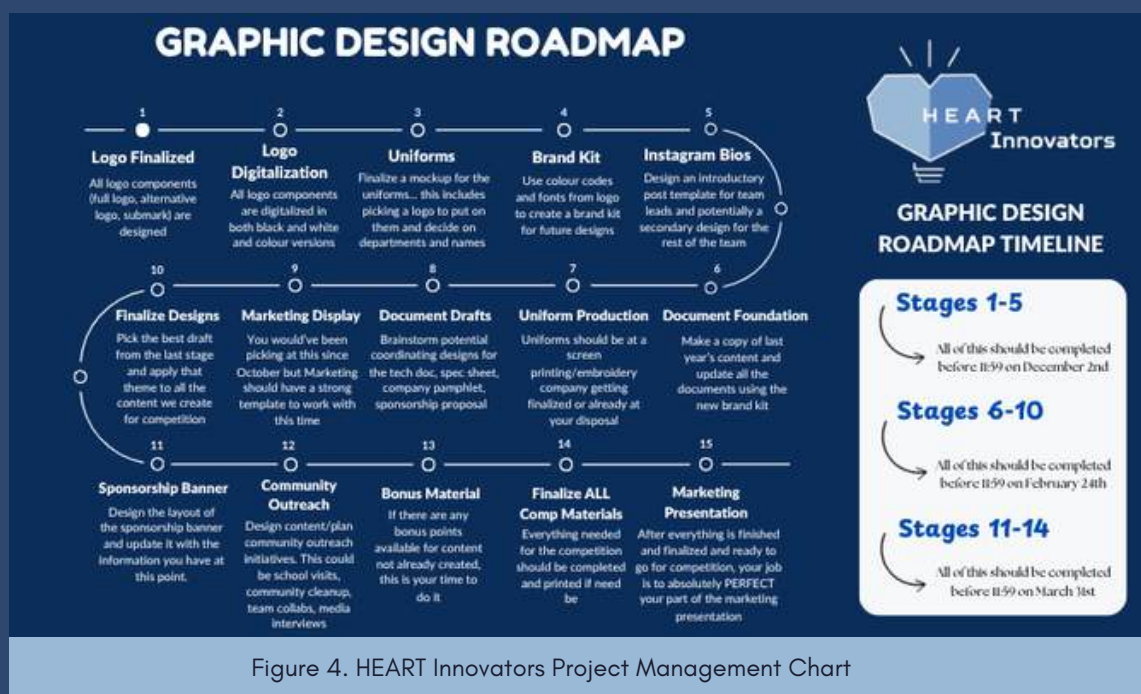 GRAPHIC DESIGN ROADMAP
1
Logo Finalized
All logo components
(full logo, alternative
logo, submark) are
designed
2
Logo
Digitalization
All logo components
are digitalized in
both black and white
and colour versions
3
Uniforms
Finalize a mockup for the
uniforms... this includes
picking a logo to put on
them and decide on
departments and names
4
Brand Kit
Use colour codes
and fonts from logo
to create a brand kit
for future designs
5
Instagram Bios
Design an introductory
post template for team
leads and potentially a
secondary design for the
rest of the team
6
Document Foundation
Make a copy of last
year's content and
update all the
documents using the
new brand kit
7
Uniform Production
Uniforms should be at a
screen
printing/embroidery
company getting
finalized or already at
your disposal
8
Document Drafts
Brainstorm potential
coordinating designs for
the tech doc, spec sheet,
company pamphlet,
sponsorship proposal
9
Marketing Display
You would've been
picking at this since
October but Marketing
should have a strong
template to work with
this time
10
Finalize Designs
Pick the best draft
from the last stage
and apply that
theme to all the
content we create
for competition
11
Sponsorship Banner
Design the layout of
the sponsorship banner
and update it with the
information you have at
this point.
12
Community
Outreach
Design content/plan
community outreach
initiatives. This could
be school visits,
community cleanup,
team collabs, media
interviews
13
Bonus Material
If there are any
bonus points
available for content
not already created,
this is your time to
do it
14
Finalize ALL
Comp Materials
Everything needed
for the competition
should be completed
and printed if need
be
15
Marketing
Presentation
After everything is finished
and finalized and ready to
go for competition, your job
is to absolutely PERFECT
your part of the marketing
presentation
HEART
Innovators
GRAPHIC DESIGN
ROADMAP TIMELINE
Stages 1-5
All of this should be completed
before 11:59 on December 2nd
Stages 6-10
All of this should be completed
before 11:59 on February 24th
Stages 11-14
All of this should be completed
before 11:59 on March 31st
Figure 4. HEART Innovators Project Management Chart